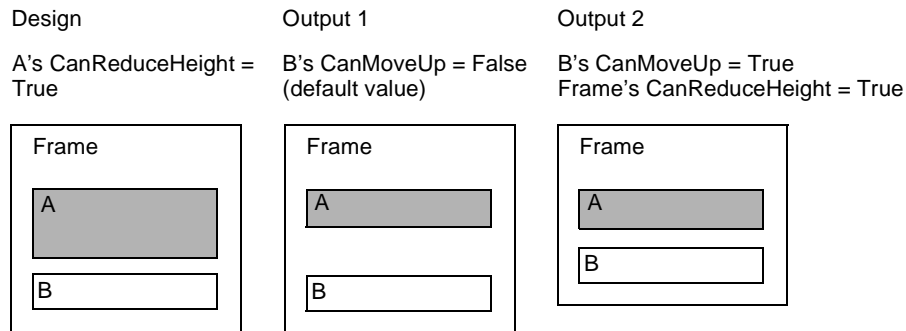 Design
A’s CanReduceHeight =
True
Output 1
B’s CanMoveUp = False
(default value)
Output 2
B’s CanMoveUp = True
Frame’s CanReduceHeight = True
Frame
A
B
Frame
A
B
Frame
A
B